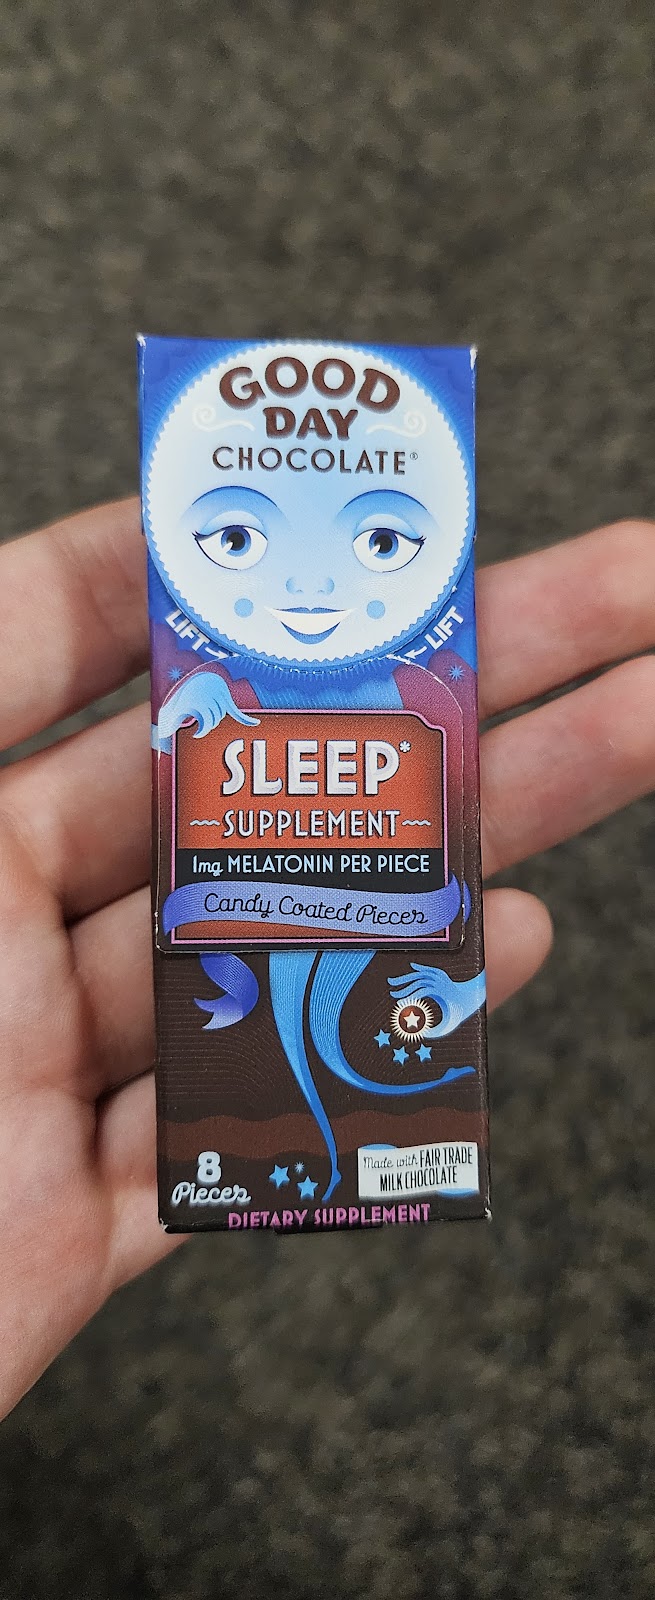 GOOD
DAY
CHOCOLATE®
LIFT→
←LIFT
SLEEP*
SUPPLEMENT
1mg MELATONIN PER PIECE
Candy Coated Pieces
8
Pieces
Made with FAIR TRADE
MILK CHOCOLATE
DIETARY SUPPLEMENT